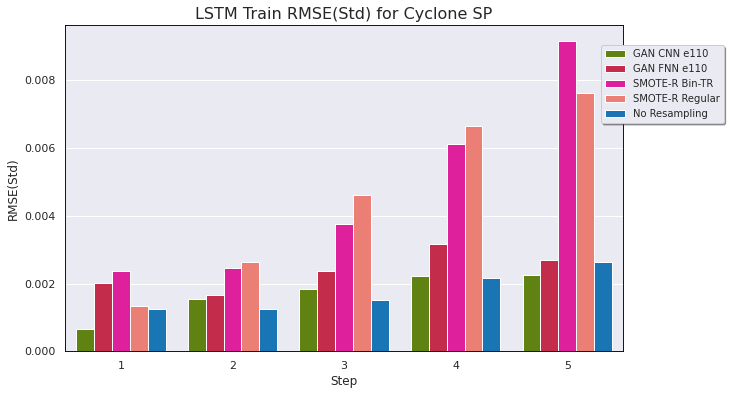 LSTM Train RMSE(Std) for Cyclone SP
GAN CNN e110
GAN FNN e110
SMOTE-R Bin-TR
SMOTE-R Regular
No Resampling
RMSE(Std)
0.008
0.006
0.004
0.002
0.000
1 2 3 4 5
Step